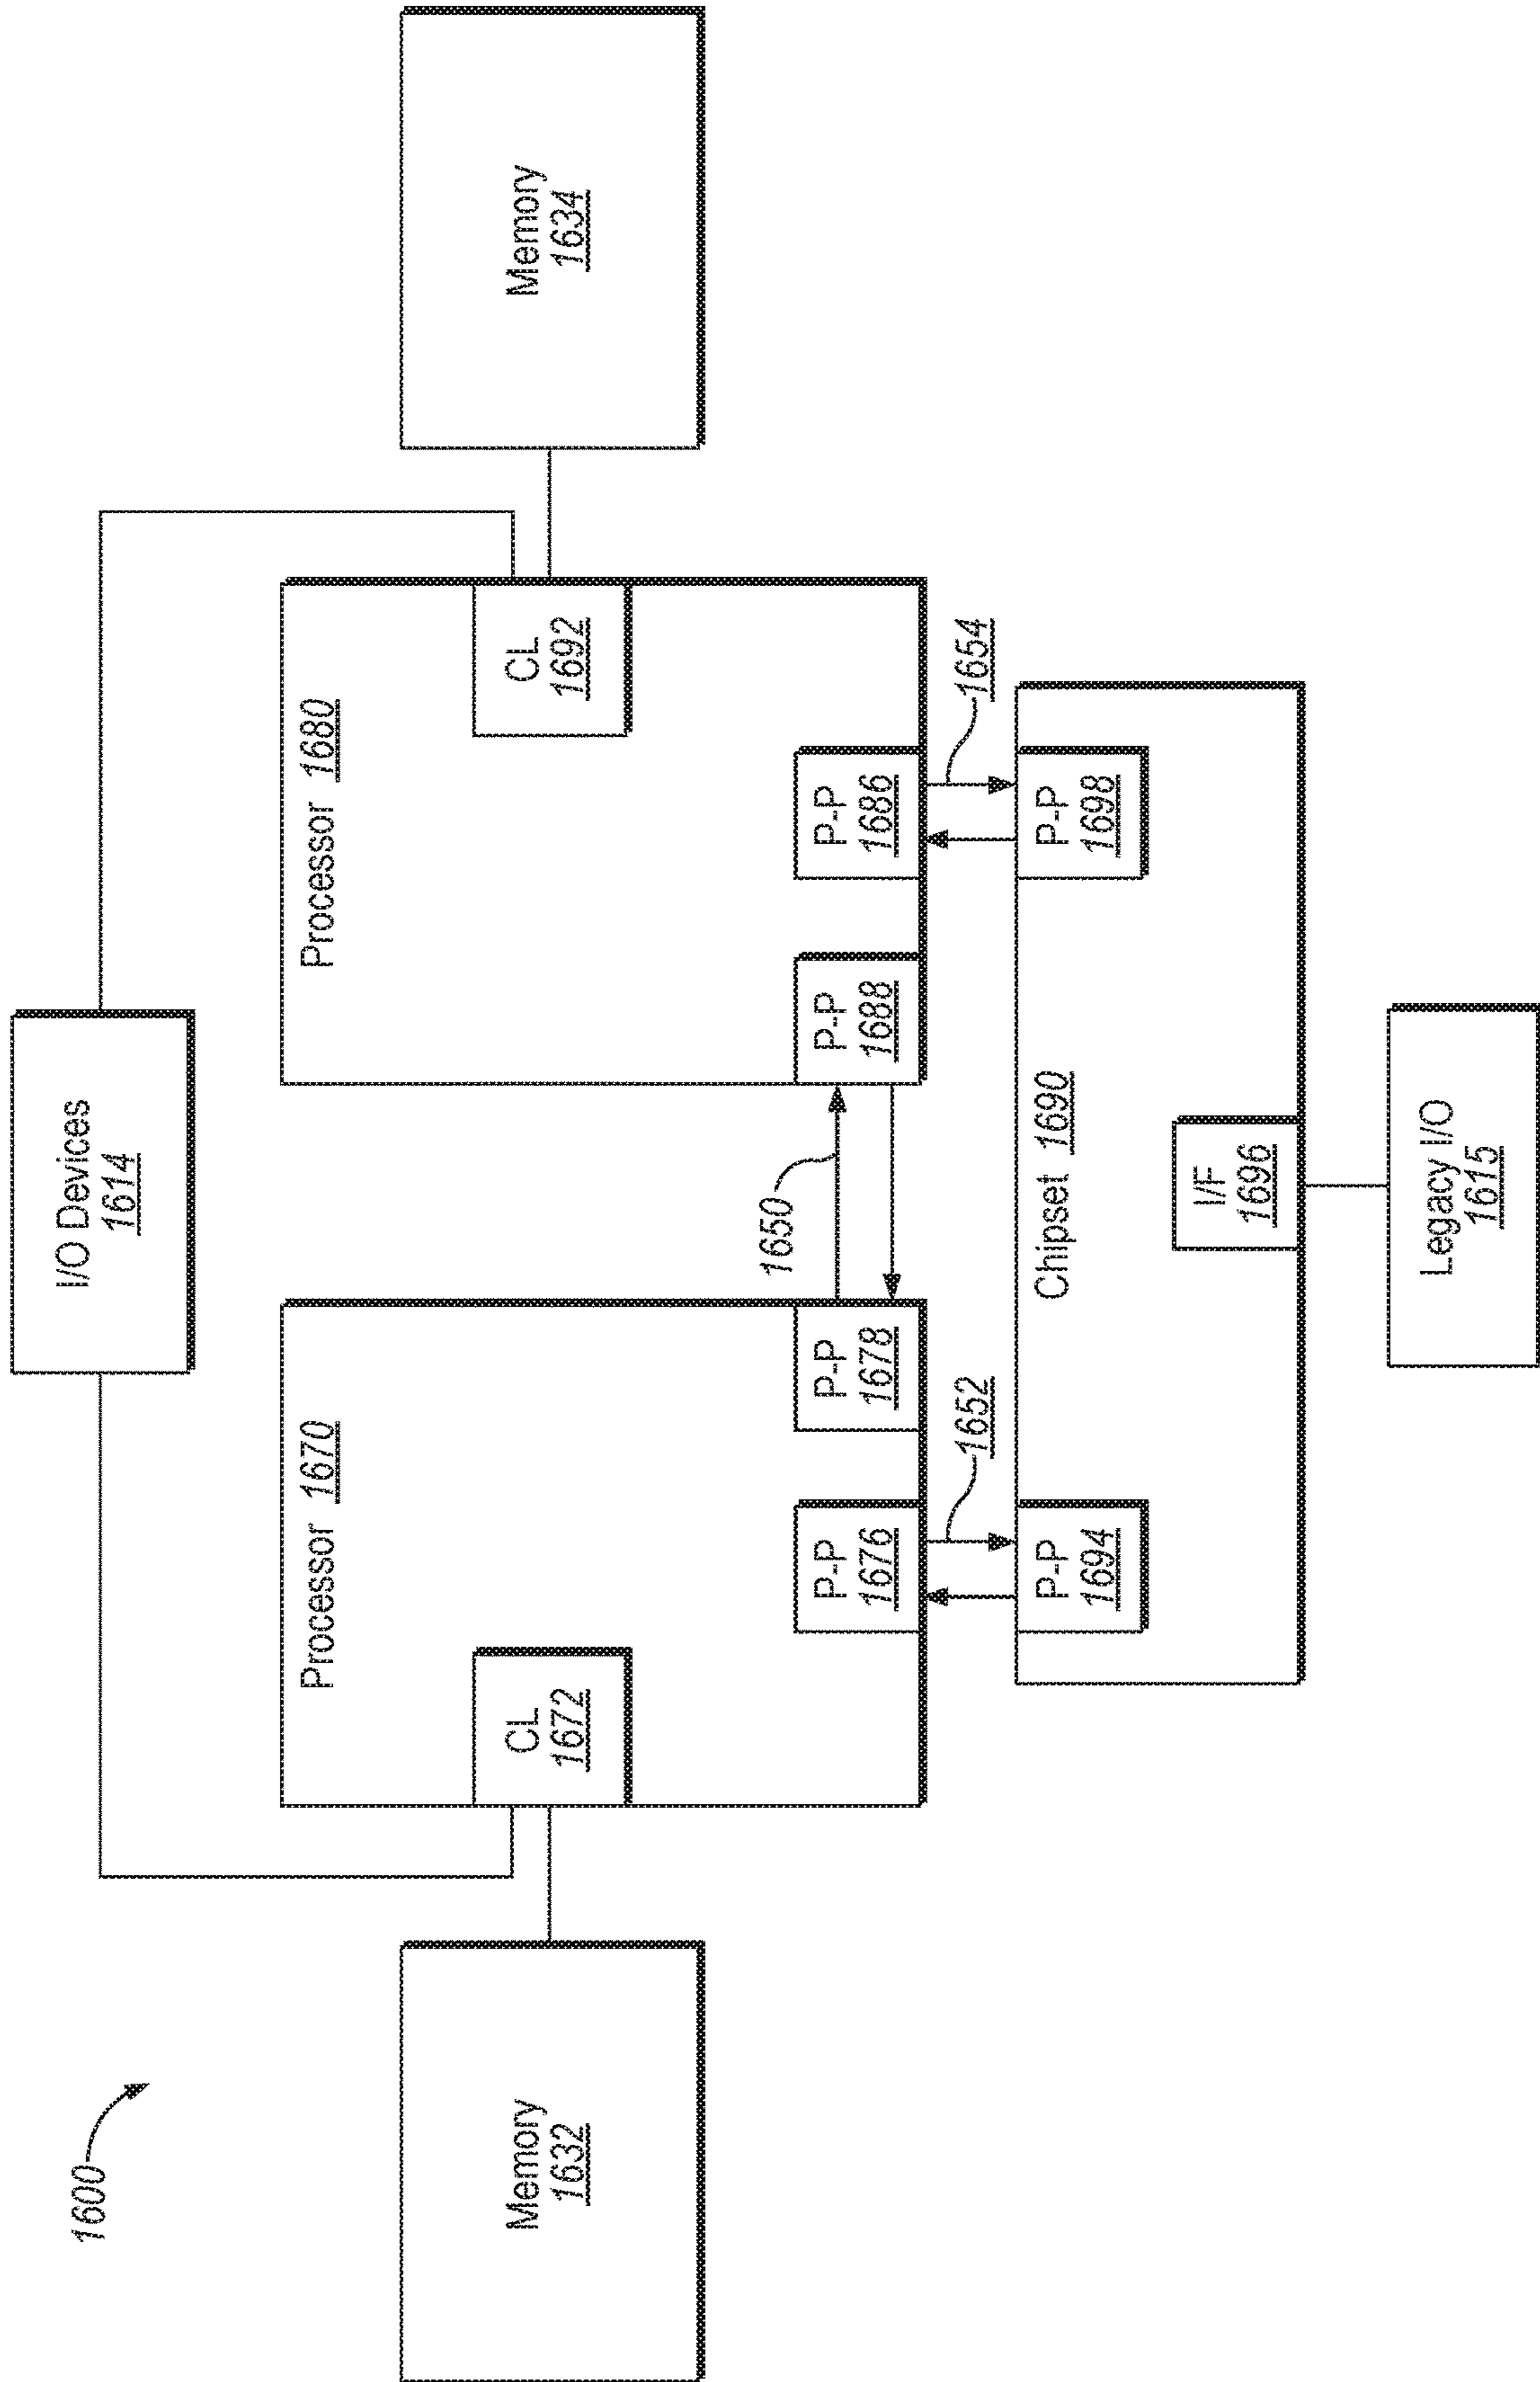 1600
I/O Devices
1614
Memory
1632
Processor 1670
CL
1672
P-P
1676
P-P
1678
1650
Processor 1680
CL
1692
P-P
1688
P-P
1686
Memory
1634
1652
1654
Chipset 1690
P-P
1694
P-P
1698
I/F
1696
Legacy I/O
1615